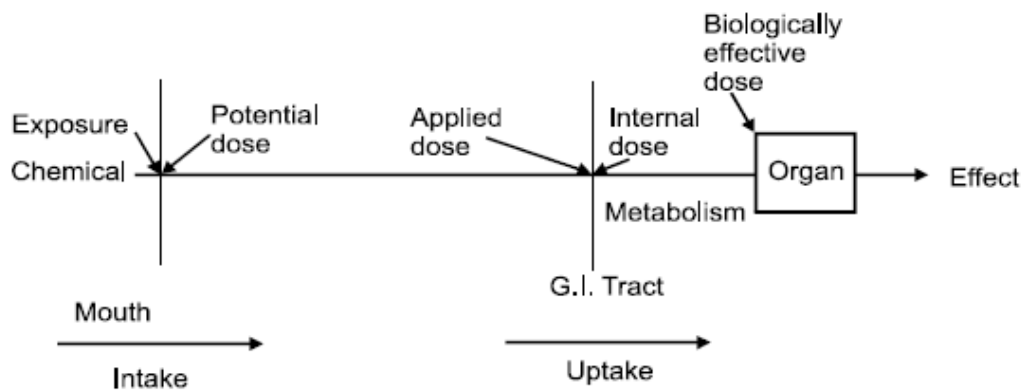 Biologically
effective
dose
Exposure
Potential
dose
Applied
dose
Internal
dose
Chemical
Organ
Effect
Metabolism
G.I. Tract
Mouth
Intake
Uptake